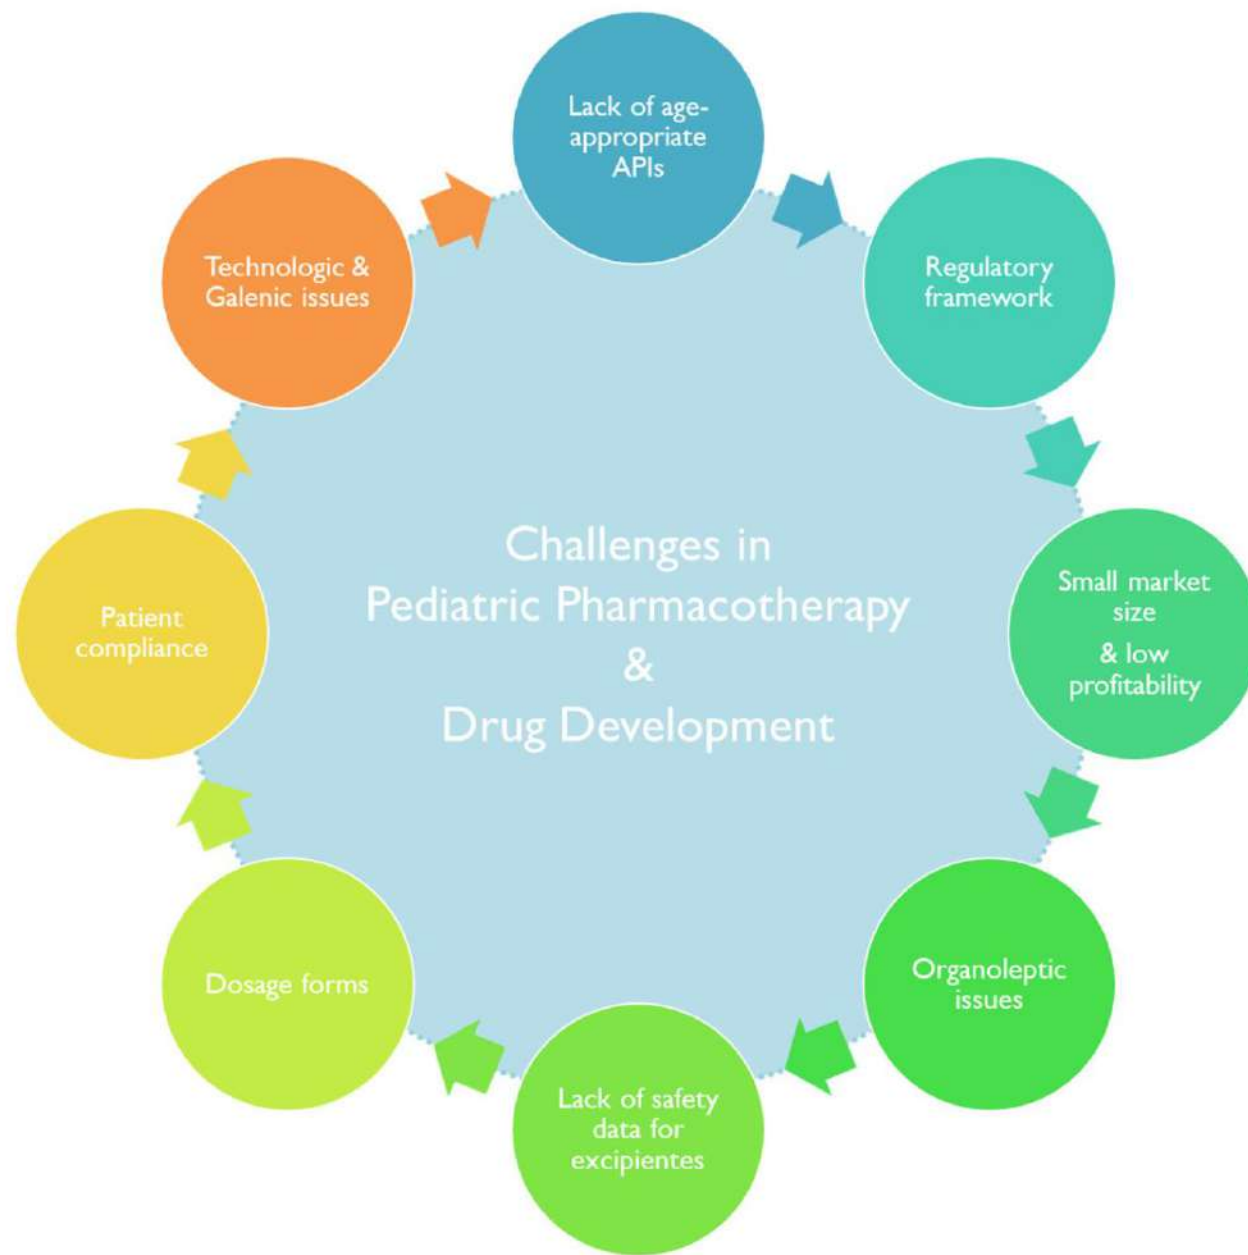 Lack of age-
appropriate
APIs
Regulatory
framework
Small market
size
& low
profitability
Organoleptic
issues
Lack of safety
data for
excipientes
Dosage forms
Patient
compliance
Technologic &
Galenic issues
Challenges in
Pediatric Pharmacotherapy
&
Drug Development